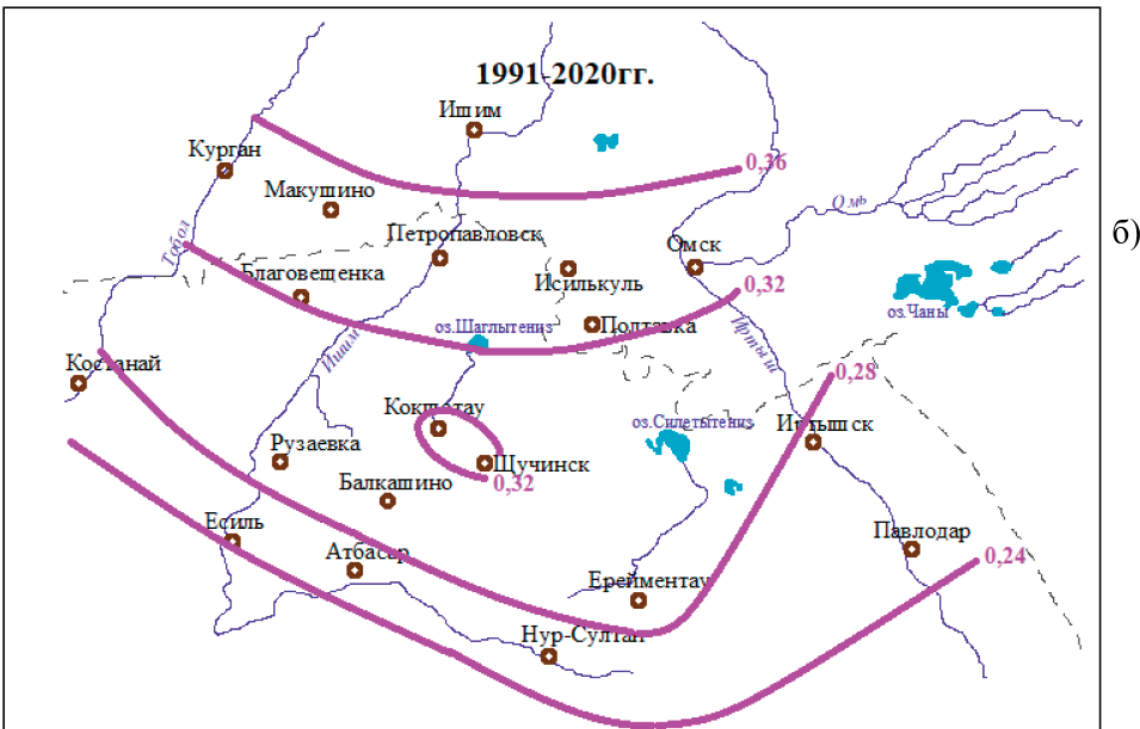 1991-2020гг.
Ишим
Курган
0,36
Макушино
Омь
Тобол
Петропавловск
Омск
б)
Благовещенка
Исилькуль
0,32
оз.Чаны
оз.Шаглытениз
Полтавка
Иртыш
Ишим
Костанай
0,28
Кокшетау
оз.Силетытениз
Иртышск
Рузаевка
Щучинск
0,32
Балкашино
Есиль
Атбасар
Павлодар
0,24
Ерейментау
Нур-Султан